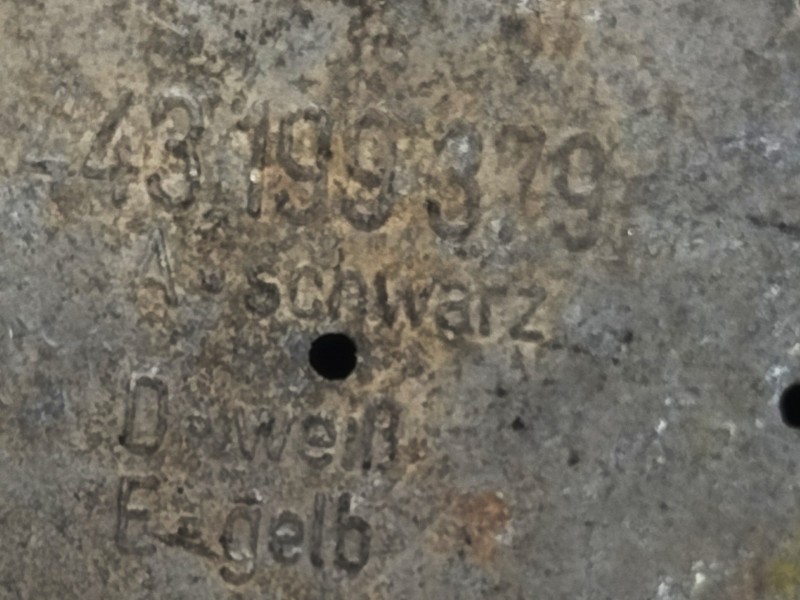 43 199 379
A = schwarz
D = weiß
E = gelb